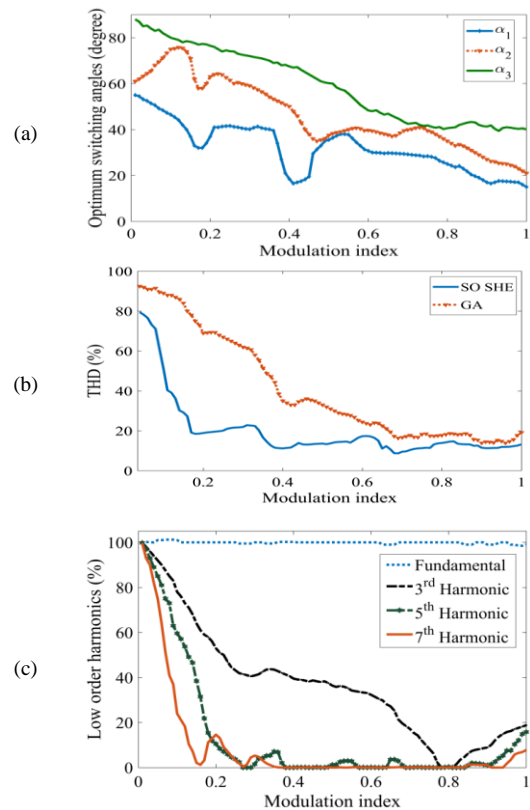 (a)
Optimum switching angles (degree)
80
60
40
20
0
0
0.2
0.4
0.6
0.8
1
Modulation index
α1
α2
α3
(b)
THD (%)
100
80
60
40
20
0
0.2
0.4
0.6
0.8
1
Modulation index
SO SHE
GA
(c)
Low order harmonics (%)
100
80
60
40
20
0
0
0.2
0.4
0.6
0.8
1
Modulation index
Fundamental
3rd Harmonic
5th Harmonic
7th Harmonic